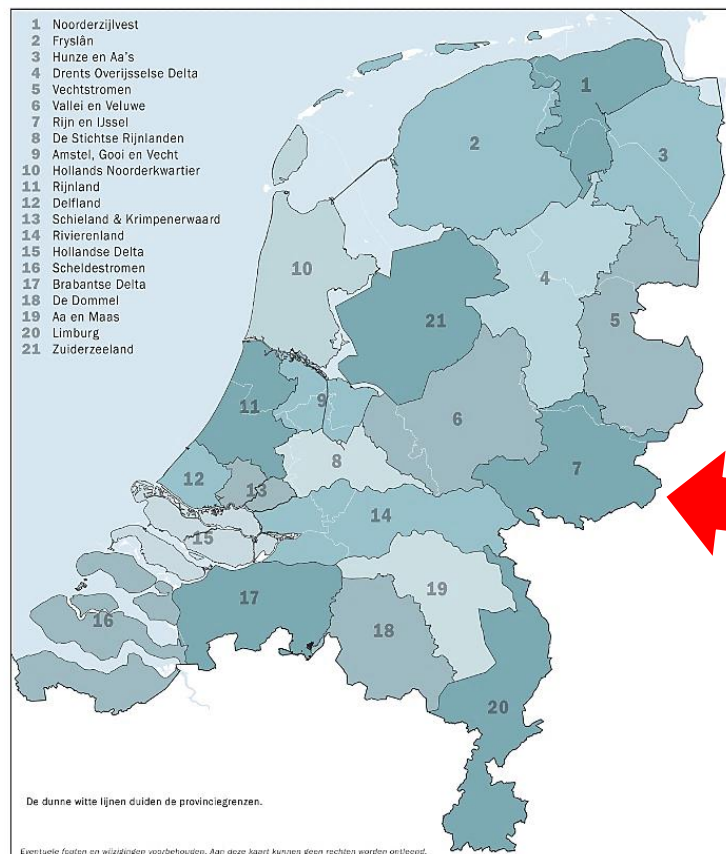 1 Noorderzijlvest
2 Fryslân
3 Hunze en Aa's
4 Drents Overijsselse Delta
5 Vechtstromen
6 Vallei en Veluwe
7 Rijn en IJssel
8 De Stichtse Rijnlanden
9 Amstel, Gooi en Vecht
10 Hollands Noorderkwartier
11 Rijnland
12 Delfland
13 Schieland & Krimpenerwaard
14 Rivierenland
15 Hollandse Delta
16 Scheldestromen
17 Brabantse Delta
18 De Dommel
19 Aa en Maas
20 Limburg
21 Zuiderzeeland
1
2
3
10
4
21
5
11
9
6
8
7
12
13
14
15
19
17
16
18
20
De dunne witte lijnen duiden de provinciegrenzen.
Eventuele fouten en wijzigingen voorbehouden. Aan deze kaart kunnen geen rechten worden ontleend.